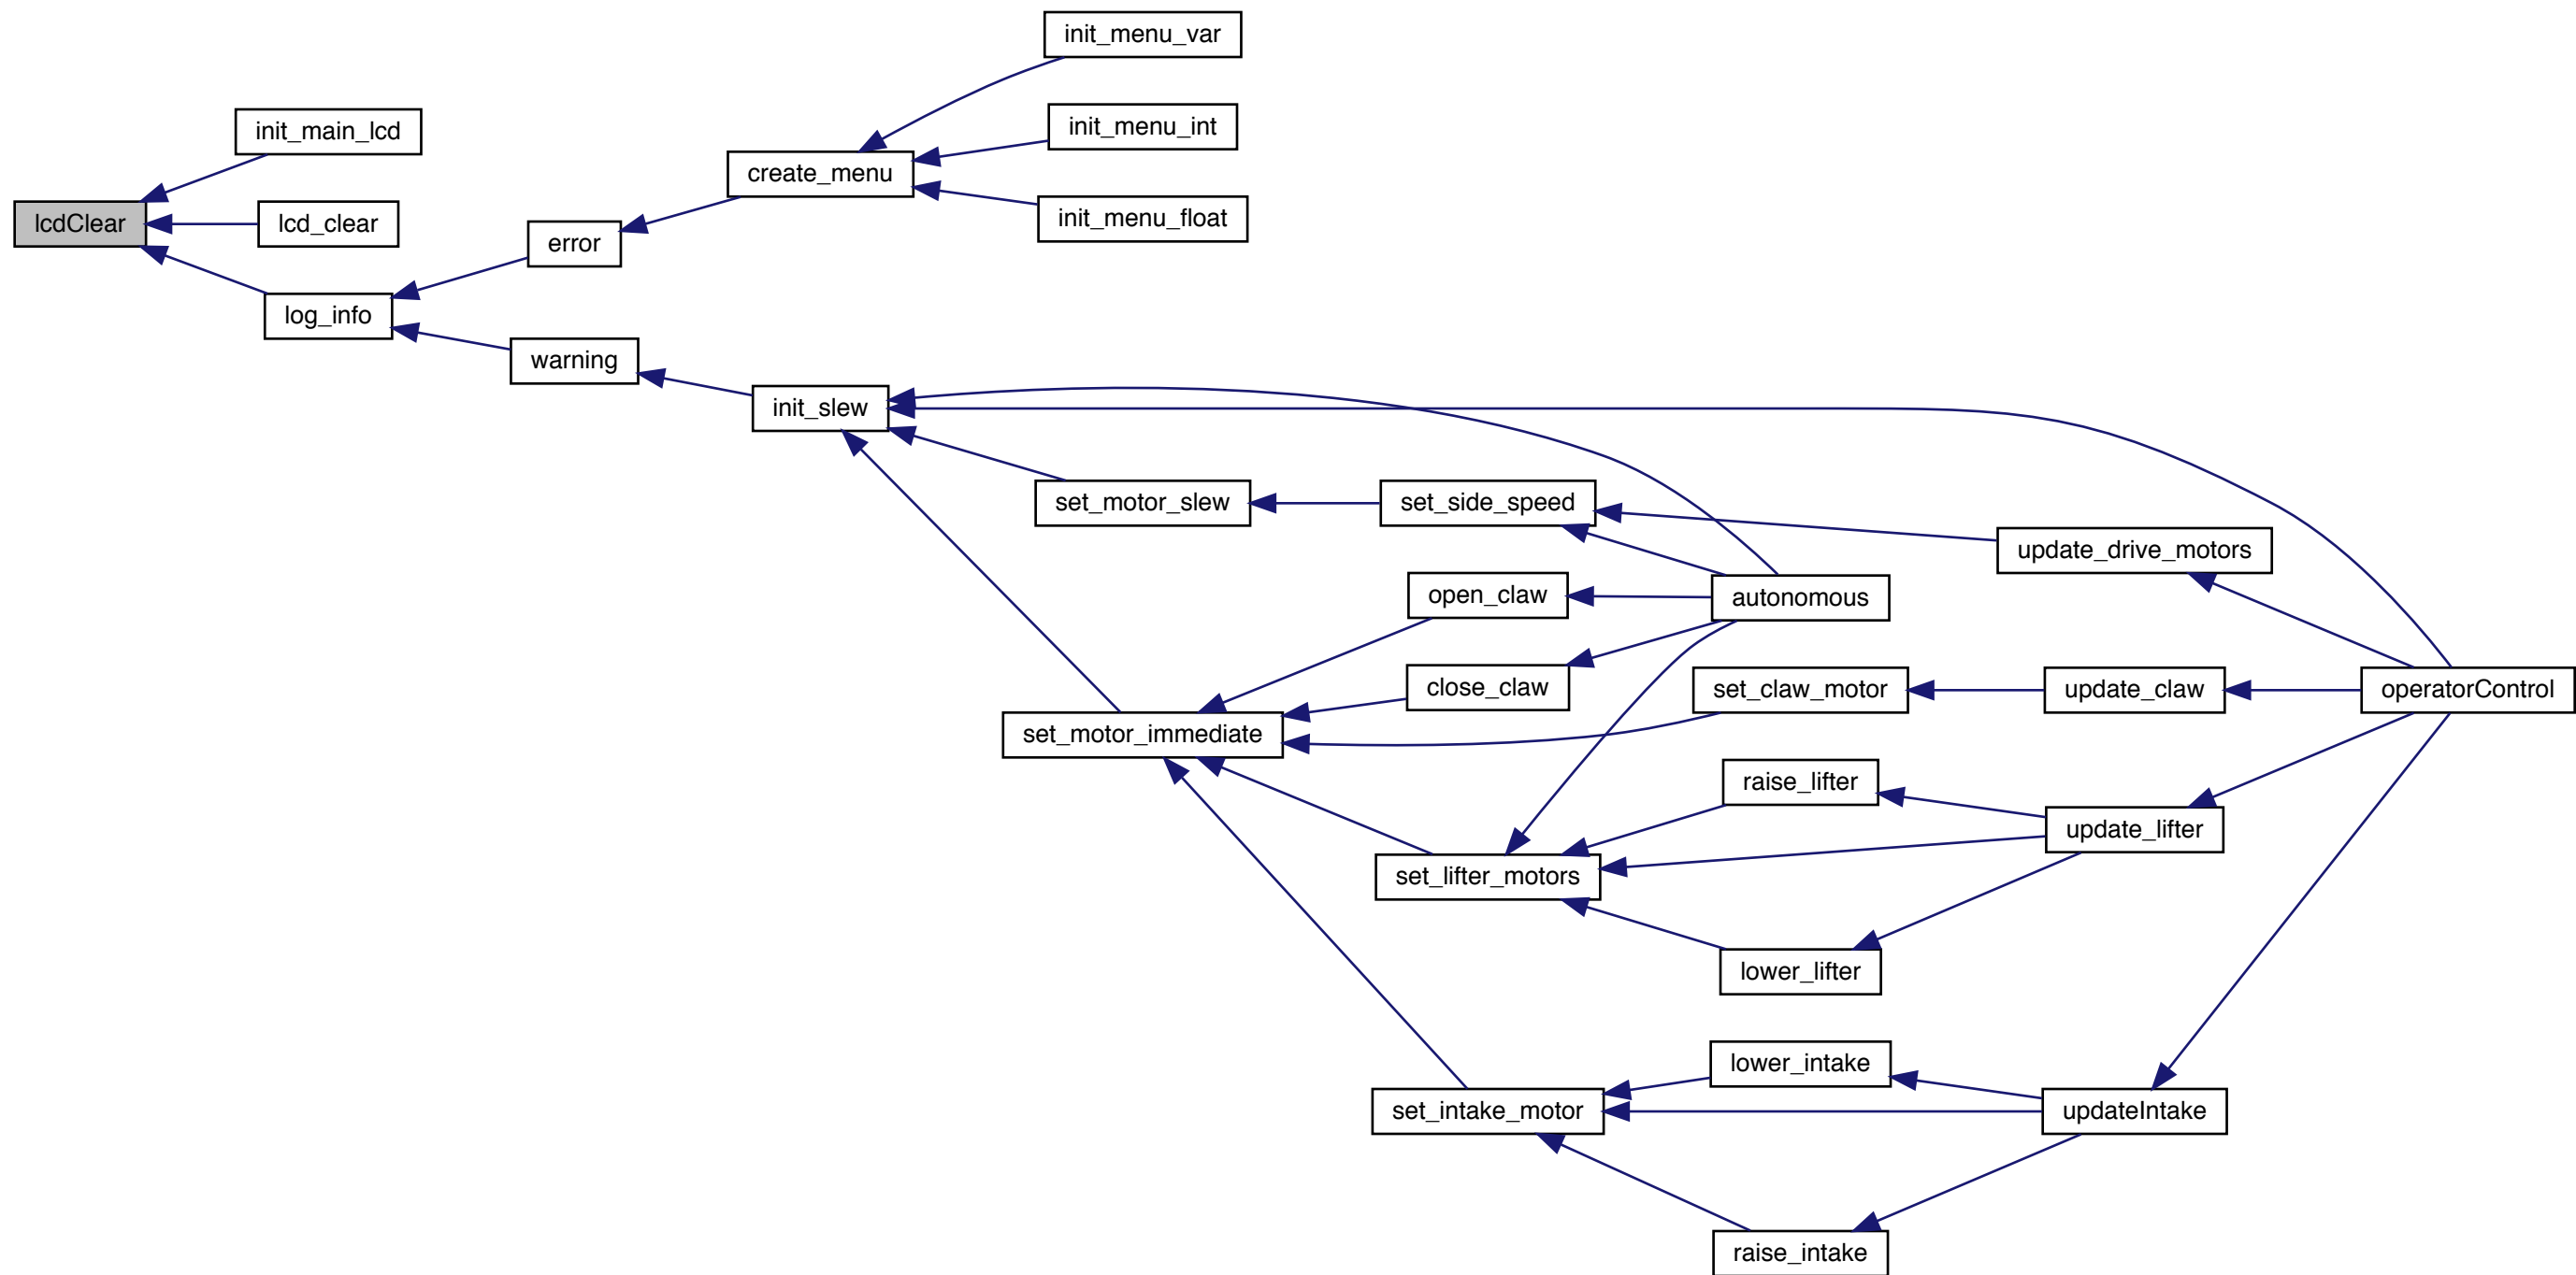 init_menu_var
init_main_lcd
init_menu_int
create_menu
lcdClear
lcd_clear
init_menu_float
error
log_info
warning
init_slew
set_motor_slew
set_side_speed
update_drive_motors
open_claw
autonomous
close_claw
set_claw_motor
update_claw
operatorControl
set_motor_immediate
raise_lifter
update_lifter
set_lifter_motors
lower_lifter
lower_intake
set_intake_motor
updateIntake
raise_intake